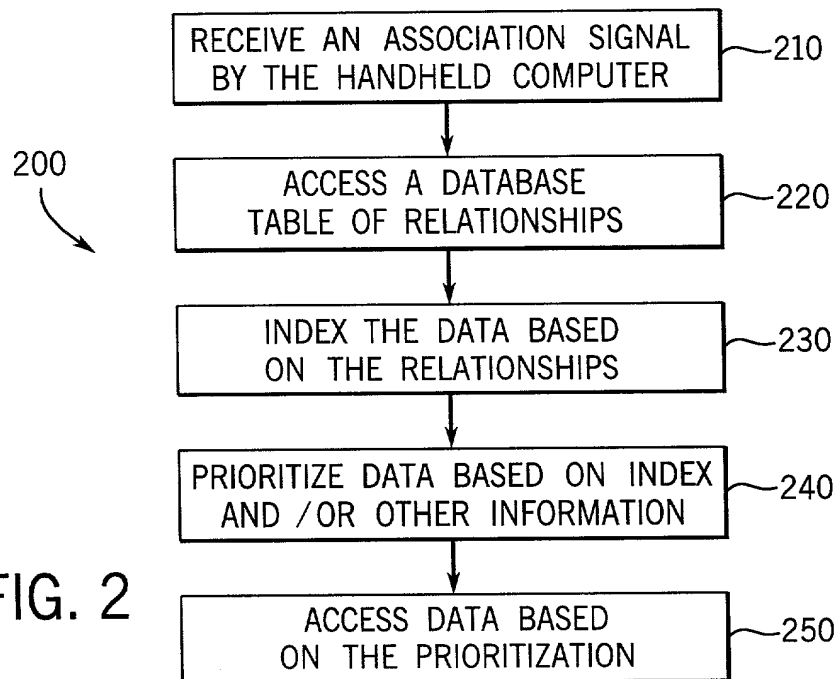 RECEIVE AN ASSOCIATION SIGNAL
BY THE HANDHELD COMPUTER
210
200
ACCESS A DATABASE
TABLE OF RELATIONSHIPS
220
INDEX THE DATA BASED
ON THE RELATIONSHIPS
230
PRIORITIZE DATA BASED ON INDEX
AND /OR OTHER INFORMATION
240
FIG. 2
ACCESS DATA BASED
ON THE PRIORITIZATION
250